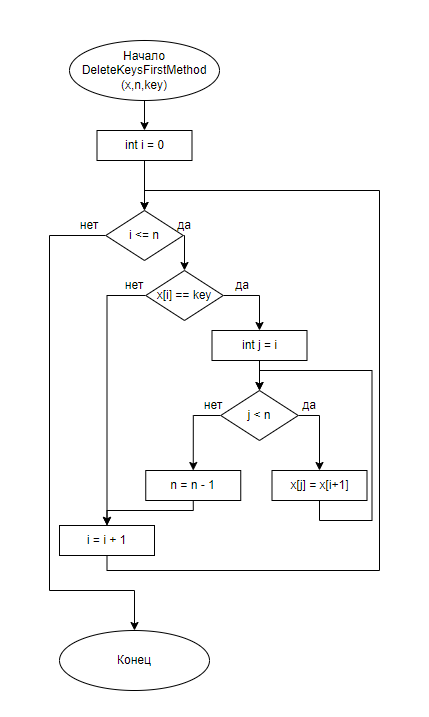 Начало
DeleteKeysFirstMethod
(x,n,key)
int i = 0
нет
да
i <= n
нет
да
x[i] == key
int j = i
нет
да
j < n
n = n - 1
x[j] = x[i+1]
i = i + 1
Конец